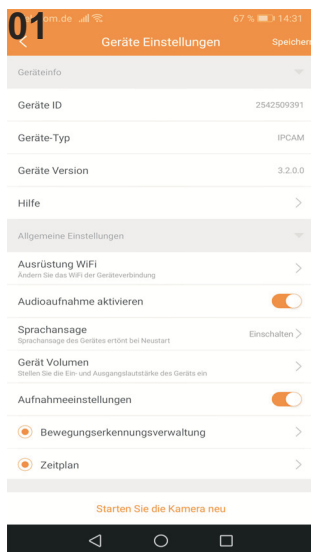 01
om.de 67 % 14:31
Geräte Einstellungen Speichern
Geräteinfo
Geräte ID 2542509391
Geräte-Typ IPCAM
Geräte Version 3.2.0.0
Hilfe
Allgemeine Einstellungen
Ausrüstung WiFi
Ändern Sie das WiFi der Geräteverbindung
Audioaufnahme aktivieren
Sprachansage Einschalten
Sprachansage des Gerätes ertönt bei Neustart
Gerät Volumen
Stellen Sie die Ein- und Ausgangslautstärke des Geräts ein
Aufnahmeeinstellungen
Bewegungserkennungsverwaltung
Zeitplan
Starten Sie die Kamera neu